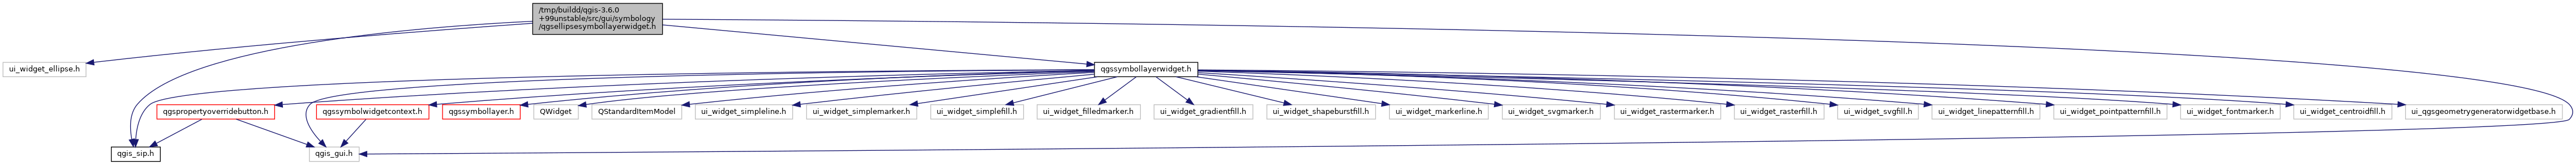 /tmp/buildd/qgis-3.6.0
+99unstable/src/gui/symbology
/qgsellipsesymbollayerwidget.h
ui_widget_ellipse.h
qgssymbollayerwidget.h
qgspropertyoverridebutton.h
qgssymbolwidgetcontext.h
qgssymbollayer.h
QWidget
QStandardItemModel
ui_widget_simpleline.h
ui_widget_simplemarker.h
ui_widget_simplefill.h
ui_widget_filledmarker.h
ui_widget_gradientfill.h
ui_widget_shapeburstfill.h
ui_widget_markerline.h
ui_widget_svgmarker.h
ui_widget_rastermarker.h
ui_widget_rasterfill.h
ui_widget_svgfill.h
ui_widget_linepatternfill.h
ui_widget_pointpatternfill.h
ui_widget_fontmarker.h
ui_widget_centroidfill.h
ui_qgsgeometrygeneratorwidgetbase.h
qgis_sip.h
qgis_gui.h